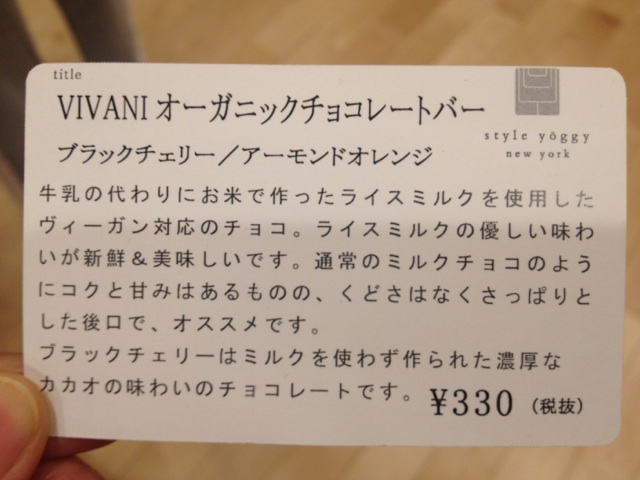 title
VIVANI オーガニックチョコレートバー
style yōggy
new york
ブラックチェリー／アーモンドオレンジ
牛乳の代わりにお米で作ったライスミルクを使用した
ヴィーガン対応のチョコ。ライスミルクの優しい味わ
いが新鮮＆美味しいです。通常のミルクチョコのよう
にコクと甘みはあるものの、くどさはなくさっぱりと
した後口で、オススメです。
ブラックチェリーはミルクを使わず作られた濃厚な
カカオの味わいのチョコレートです。
¥330 （税抜）